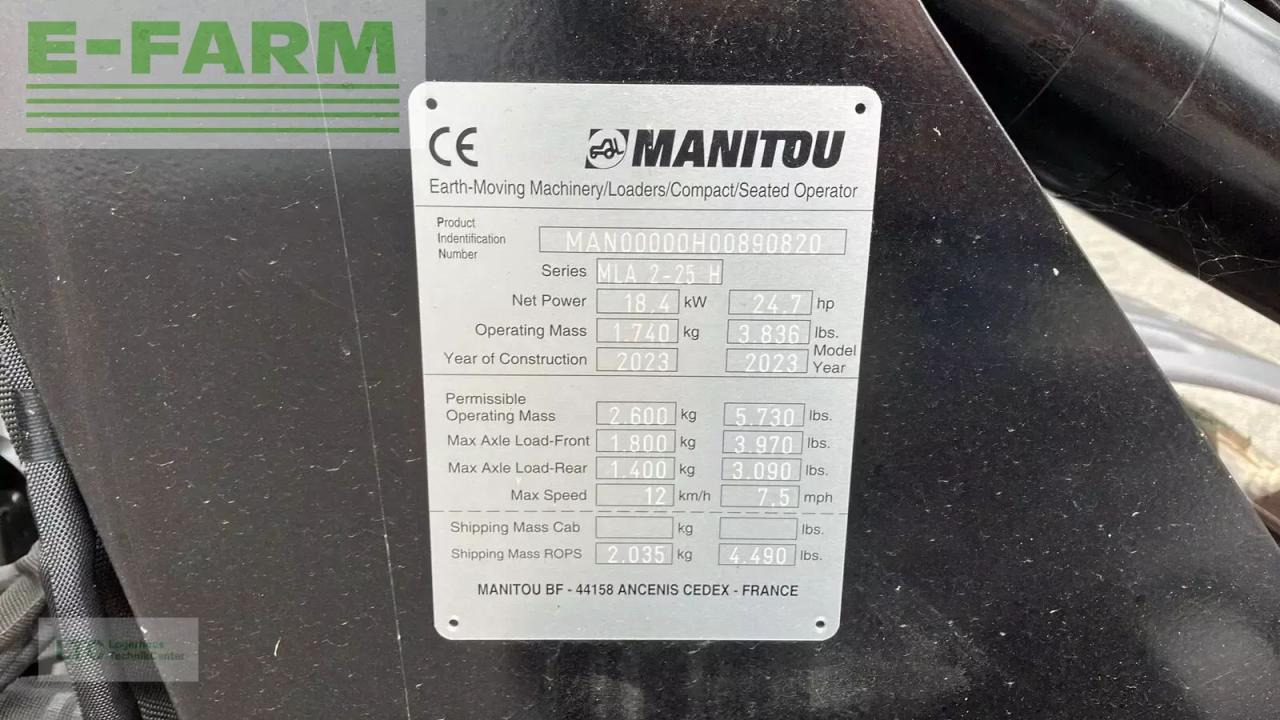 E-FARM
CE MANITOU
Earth-Moving Machinery/Loaders/Compact/Seated Operator
Product
Indentification
Number
MAN00000H00890820
Series MLA 2-25 H
Net Power 18.4 kW 24.7 hp
Operating Mass 1.740 kg 3.836 lbs.
Year of Construction 2023 2023 Model
Year
Permissible
Operating Mass 2.600 kg 5.730 lbs.
Max Axle Load-Front 1.800 kg 3.970 lbs.
Max Axle Load-Rear 1.400 kg 3.090 lbs.
Max Speed 12 km/h 7.5 mph
Shipping Mass Cab kg lbs.
Shipping Mass ROPS 2.035 kg 4.490 lbs.
MANITOU BF - 44158 ANCENIS CEDEX - FRANCE
Lagerhaus
TechnikCenter